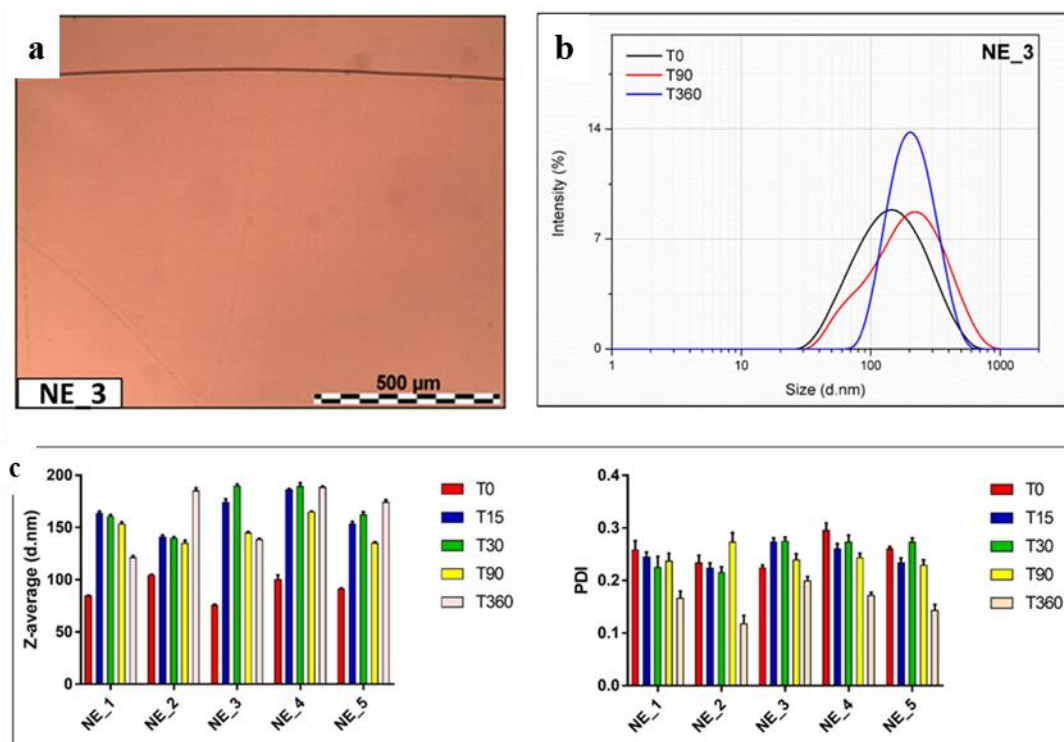 a
NE_3
500 µm
b
NE_3
T0
T90
T360
Intensity (%)
14
7
0
1
10
100
1000
Size (d.nm)
c
Z-average (d.nm)
200
150
100
50
0
NE_1
NE_2
NE_3
NE_4
NE_5
T0
T15
T30
T90
T360
PDI
0.4
0.3
0.2
0.1
0.0
NE_1
NE_2
NE_3
NE_4
NE_5
T0
T15
T30
T90
T360